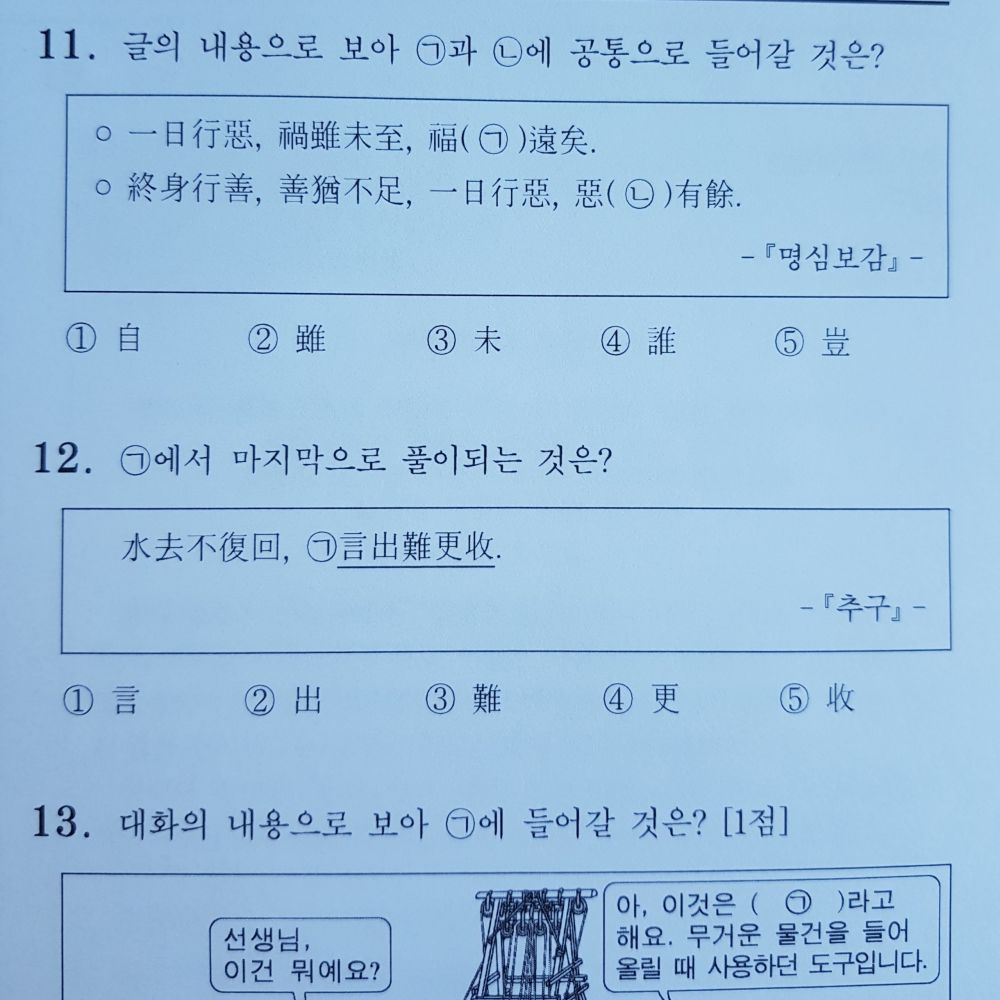 11. 글의 내용으로 보아 ㉠과 ㉡에 공통으로 들어갈 것은?
○ 一日行惡, 禍雖未至, 福( ㉠ )遠矣.
○ 終身行善, 善猶不足, 一日行惡, 惡( ㉡ )有餘.
-『명심보감』-
① 自 ② 雖 ③ 未 ④ 誰 ⑤ 豈
12. ㉠에서 마지막으로 풀이되는 것은?
水去不復回, ㉠言出難更收.
-『추구』-
① 言 ② 出 ③ 難 ④ 更 ⑤ 收
13. 대화의 내용으로 보아 ㉠에 들어갈 것은? [1점]
선생님,
이건 뭐예요?
아, 이것은 ( ㉠ )라고
해요. 무거운 물건을 들어
올릴 때 사용하던 도구입니다.